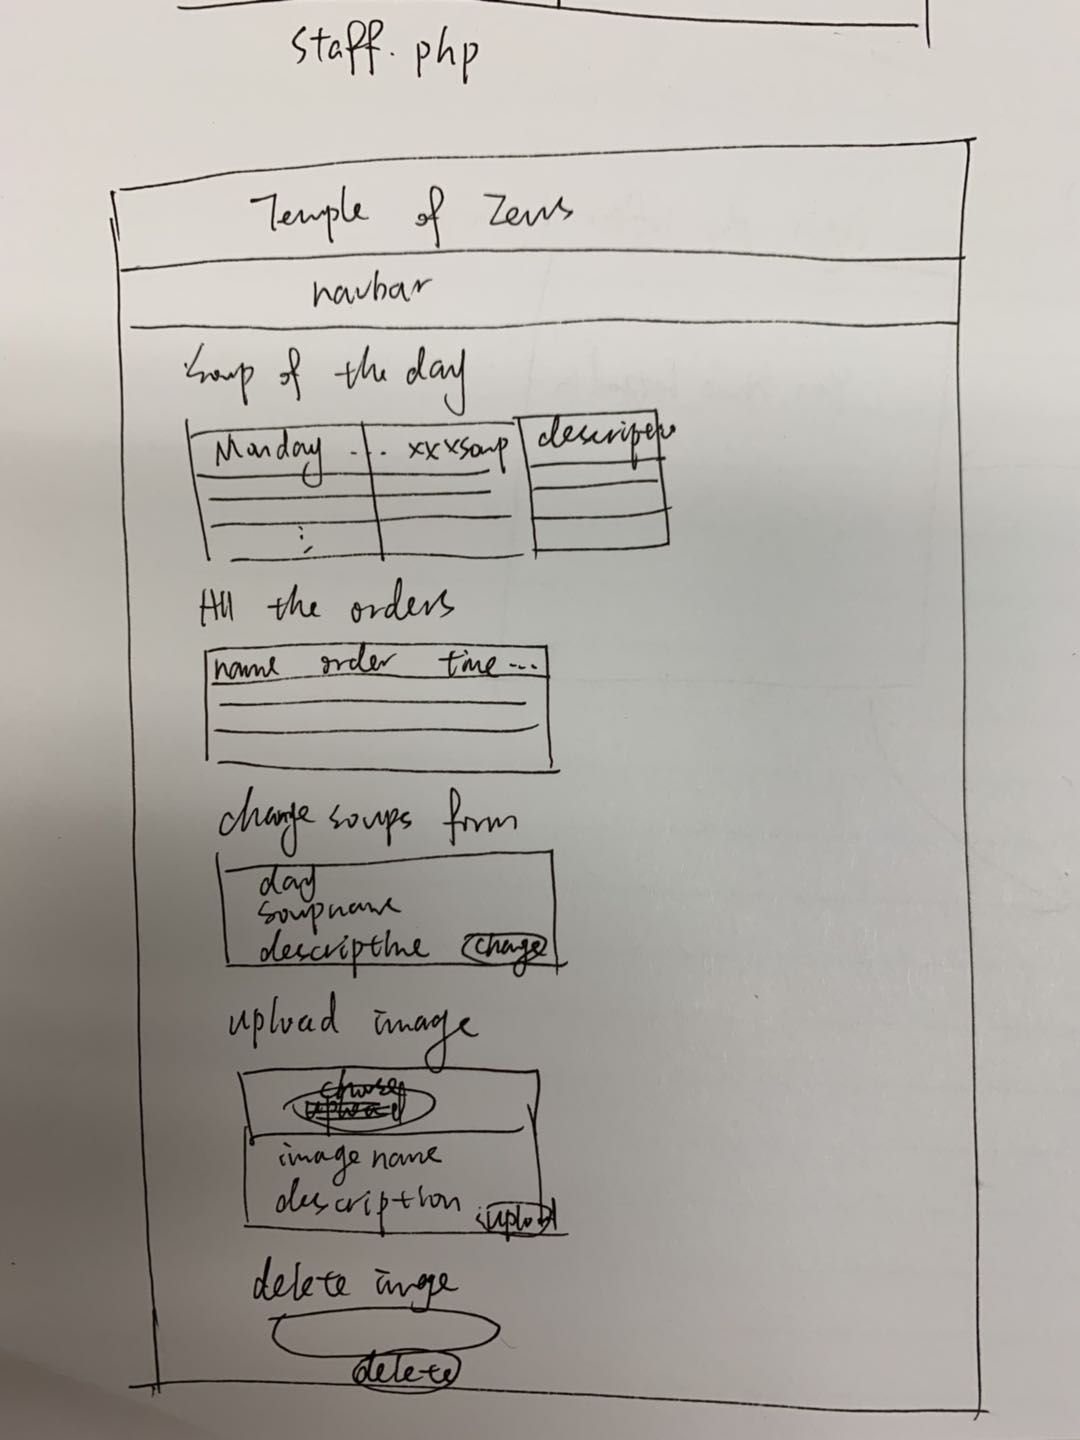 staff.php
Temple of Zeus
navbar
Soup of the day
Monday ... xxxsoup description
All the orders
name order time ...
change soups form
day
soupname
description change
upload image
choose
image name
description upload
delete image
delete